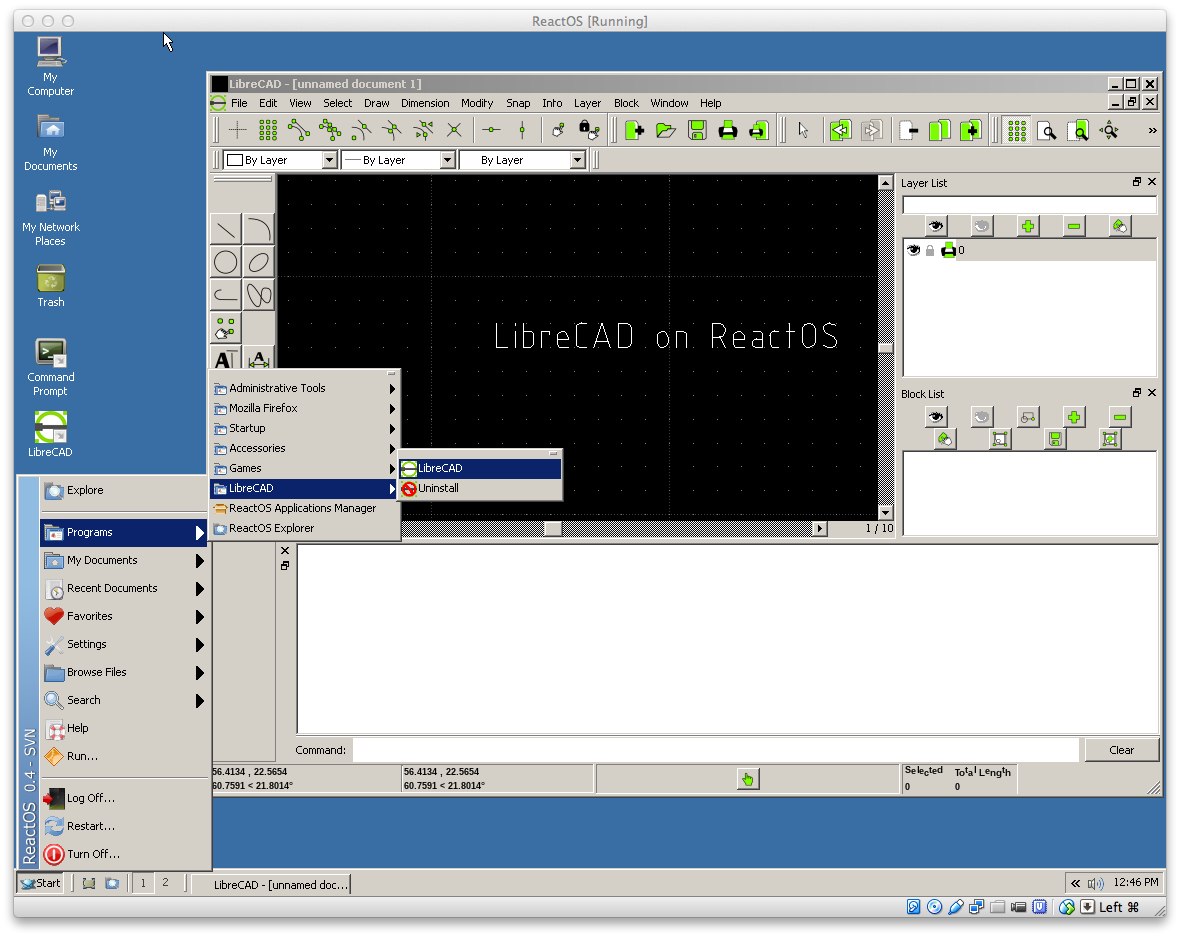 ReactOS [Running]
My
Computer
My
Documents
My Network
Places
Trash
Command
Prompt
LibreCAD
LibreCAD - [unnamed document 1]
File Edit View Select Draw Dimension Modify Snap Info Layer Block Window Help
»
By Layer By Layer By Layer
LibreCAD on ReactOS
1 / 10
Layer List
0
Block List
A A
Administrative Tools
Mozilla Firefox
Startup
Accessories
Games
LibreCAD
ReactOS Applications Manager
ReactOS Explorer
LibreCAD
Uninstall
Explore
Programs
My Documents
Recent Documents
Favorites
Settings
Browse Files
Search
Help
Run...
Log Off...
Restart...
Turn Off...
ReactOS 0.4 - SVN
Command:
Clear
56.4134 , 22.5654
60.7591 < 21.8014°
56.4134 , 22.5654
60.7591 < 21.8014°
Selected Total Length
0 0
Start 1 2 LibreCAD - [unnamed doc... « 12:46 PM
Left ⌘